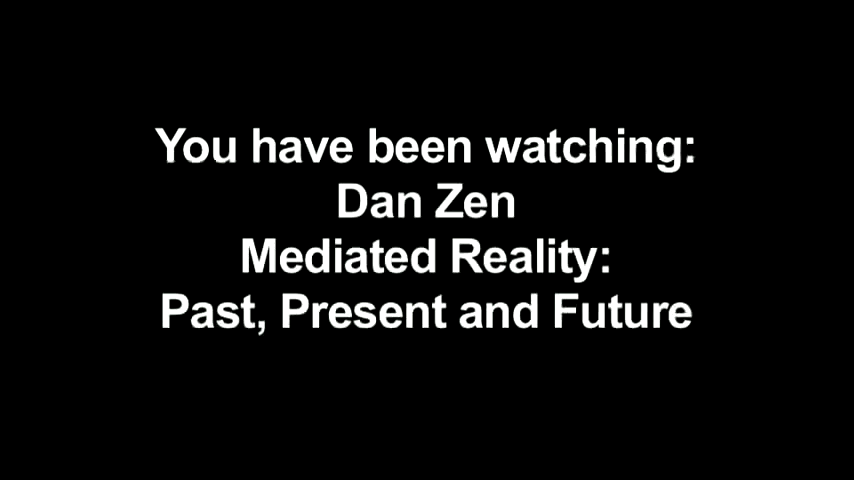 You have been watching:
Dan Zen
Mediated Reality:
Past, Present and Future